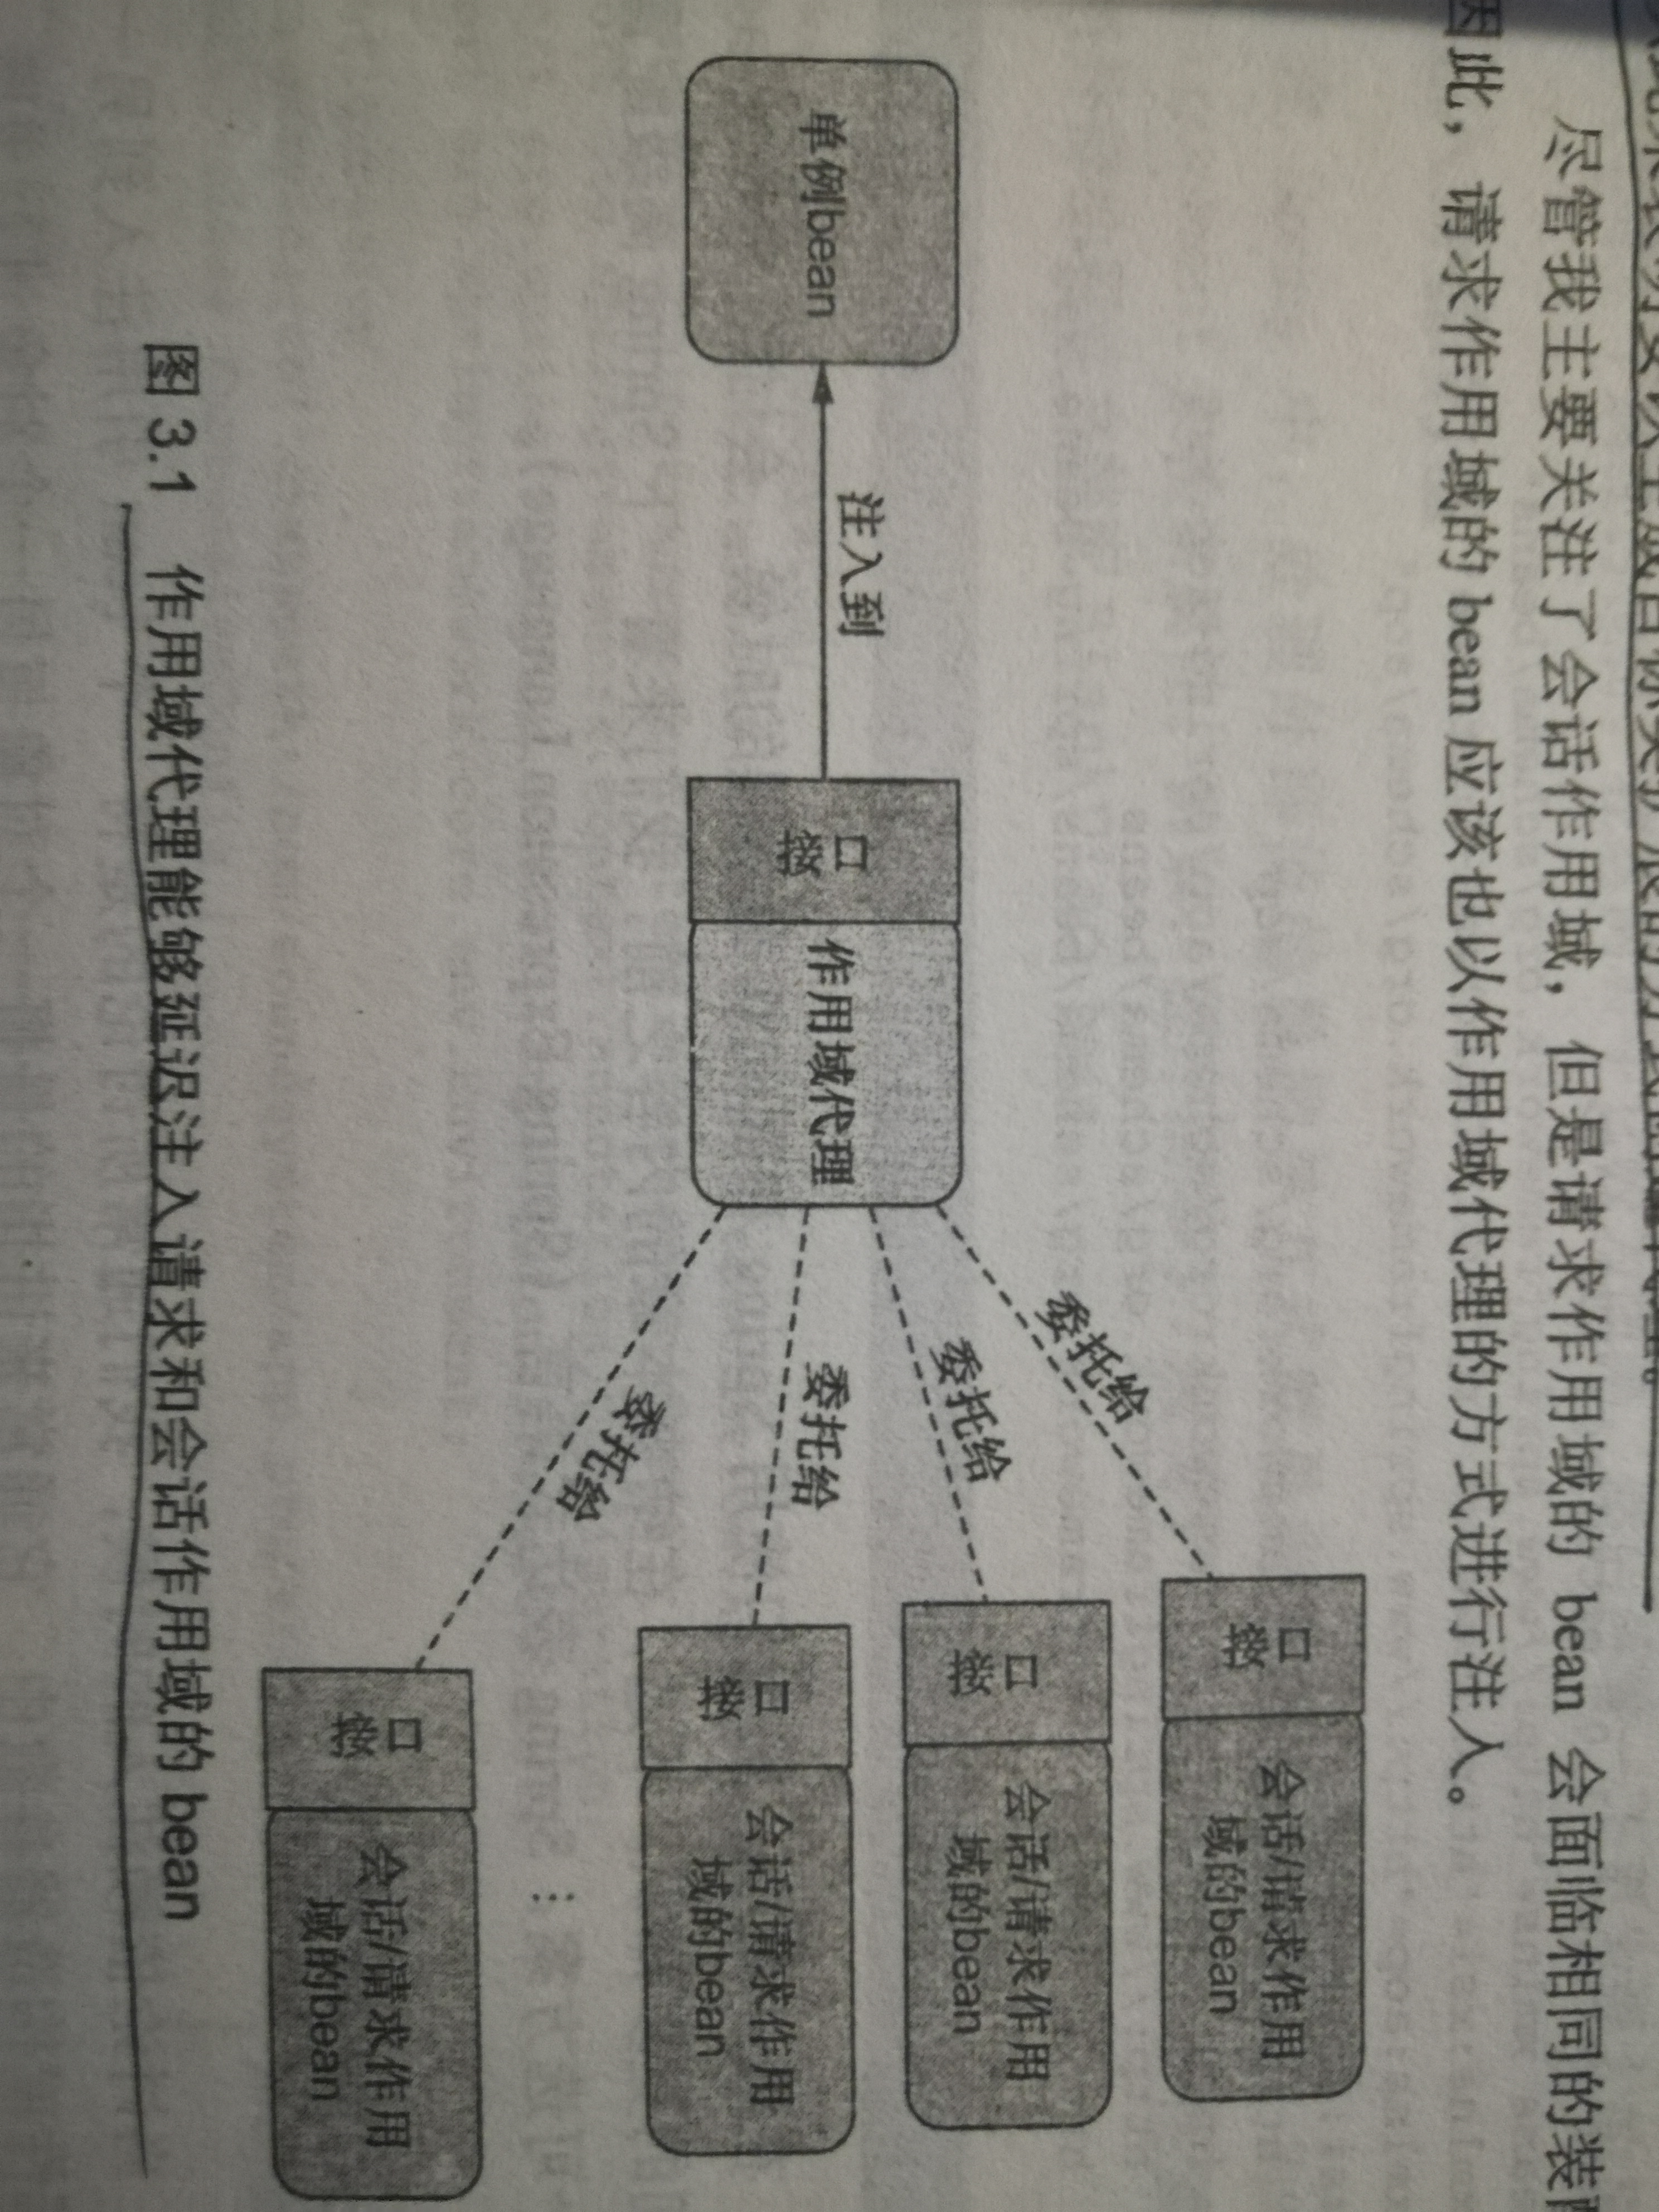 尽管我主要关注了会话作用域，但是请求作用域的 bean 会面临相同的装
因此，请求作用域的 bean 应该也以作用域代理的方式进行注入。
接口
会话/请求作用
域的bean
委托给
接口
会话/请求作用
域的bean
委托给
单例bean
注入到
接口
作用域代理
委托给
接口
会话/请求作用
域的bean
委托给
⋮
接口
会话/请求作用
域的bean
图 3.1 作用域代理能够延迟注入请求和会话作用域的 bean